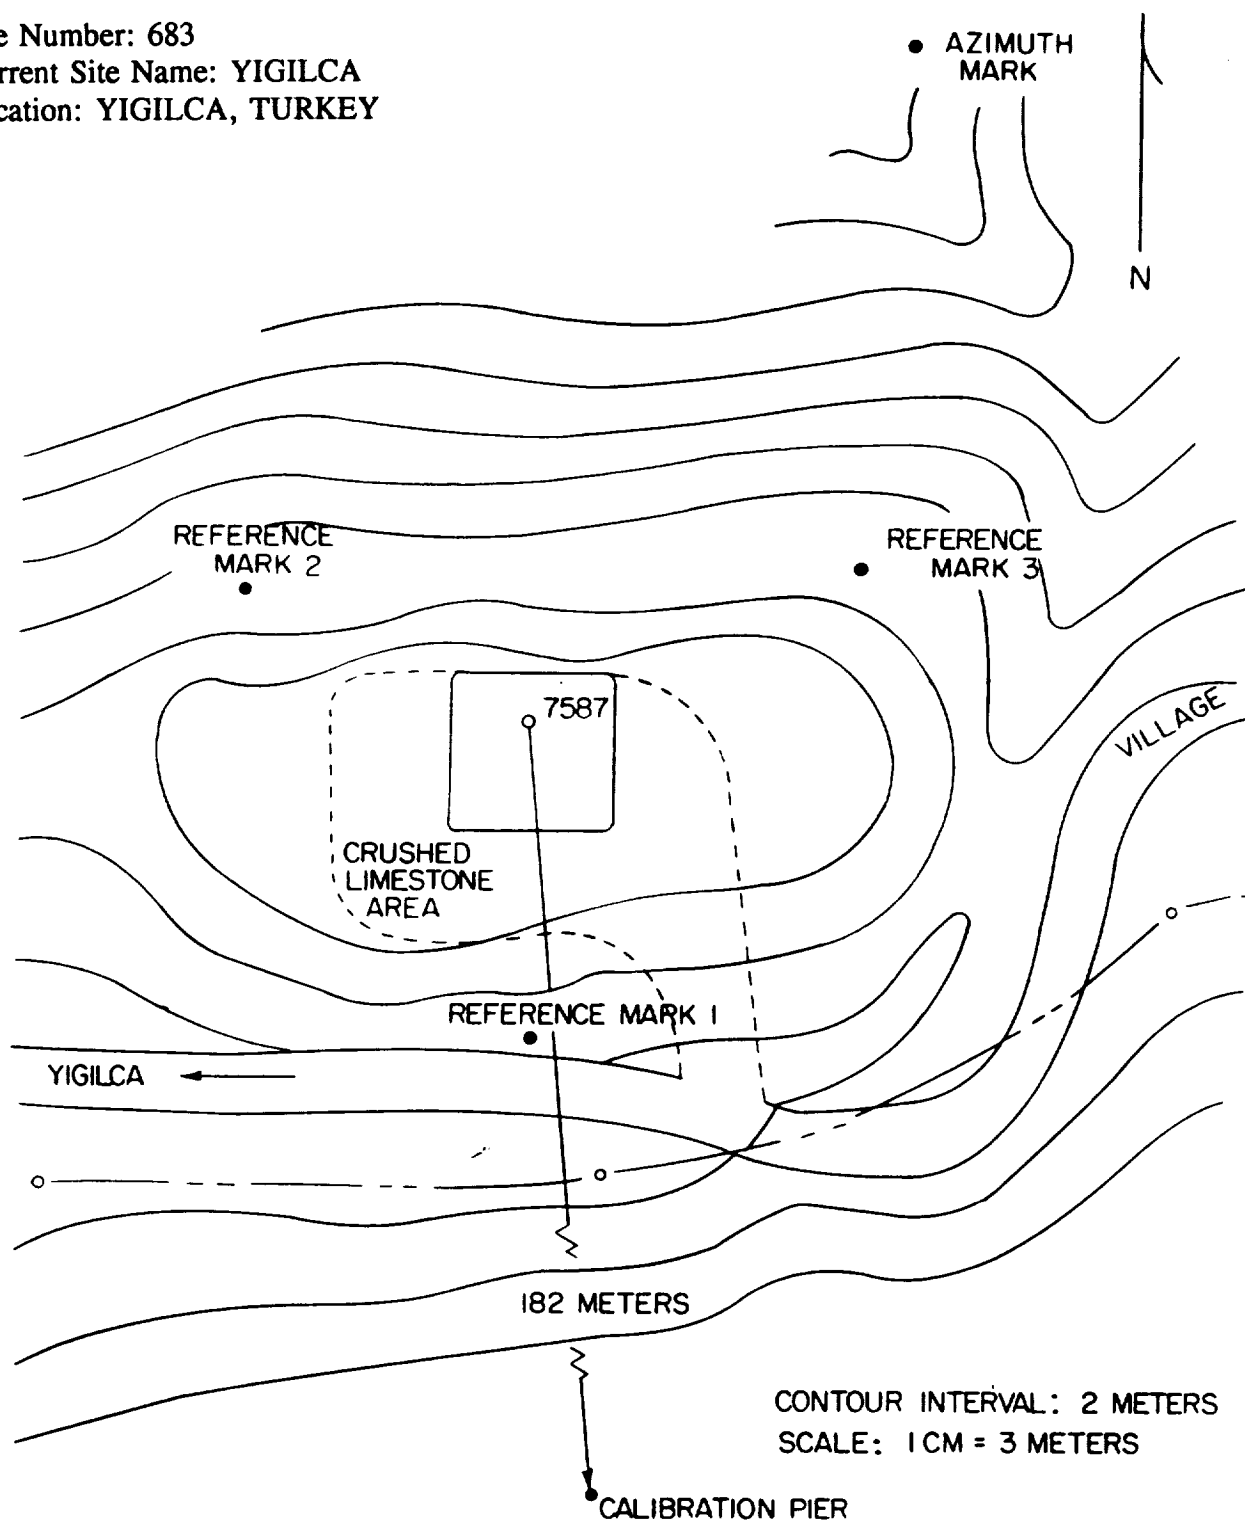 e Number: 683
rrent Site Name: YIGILCA
cation: YIGILCA, TURKEY
AZIMUTH
MARK
N
REFERENCE
MARK 2
REFERENCE
MARK 3
7587
VILLAGE
CRUSHED
LIMESTONE
AREA
REFERENCE MARK 1
YIGILCA
182 METERS
CONTOUR INTERVAL: 2 METERS
SCALE: 1 CM = 3 METERS
CALIBRATION PIER